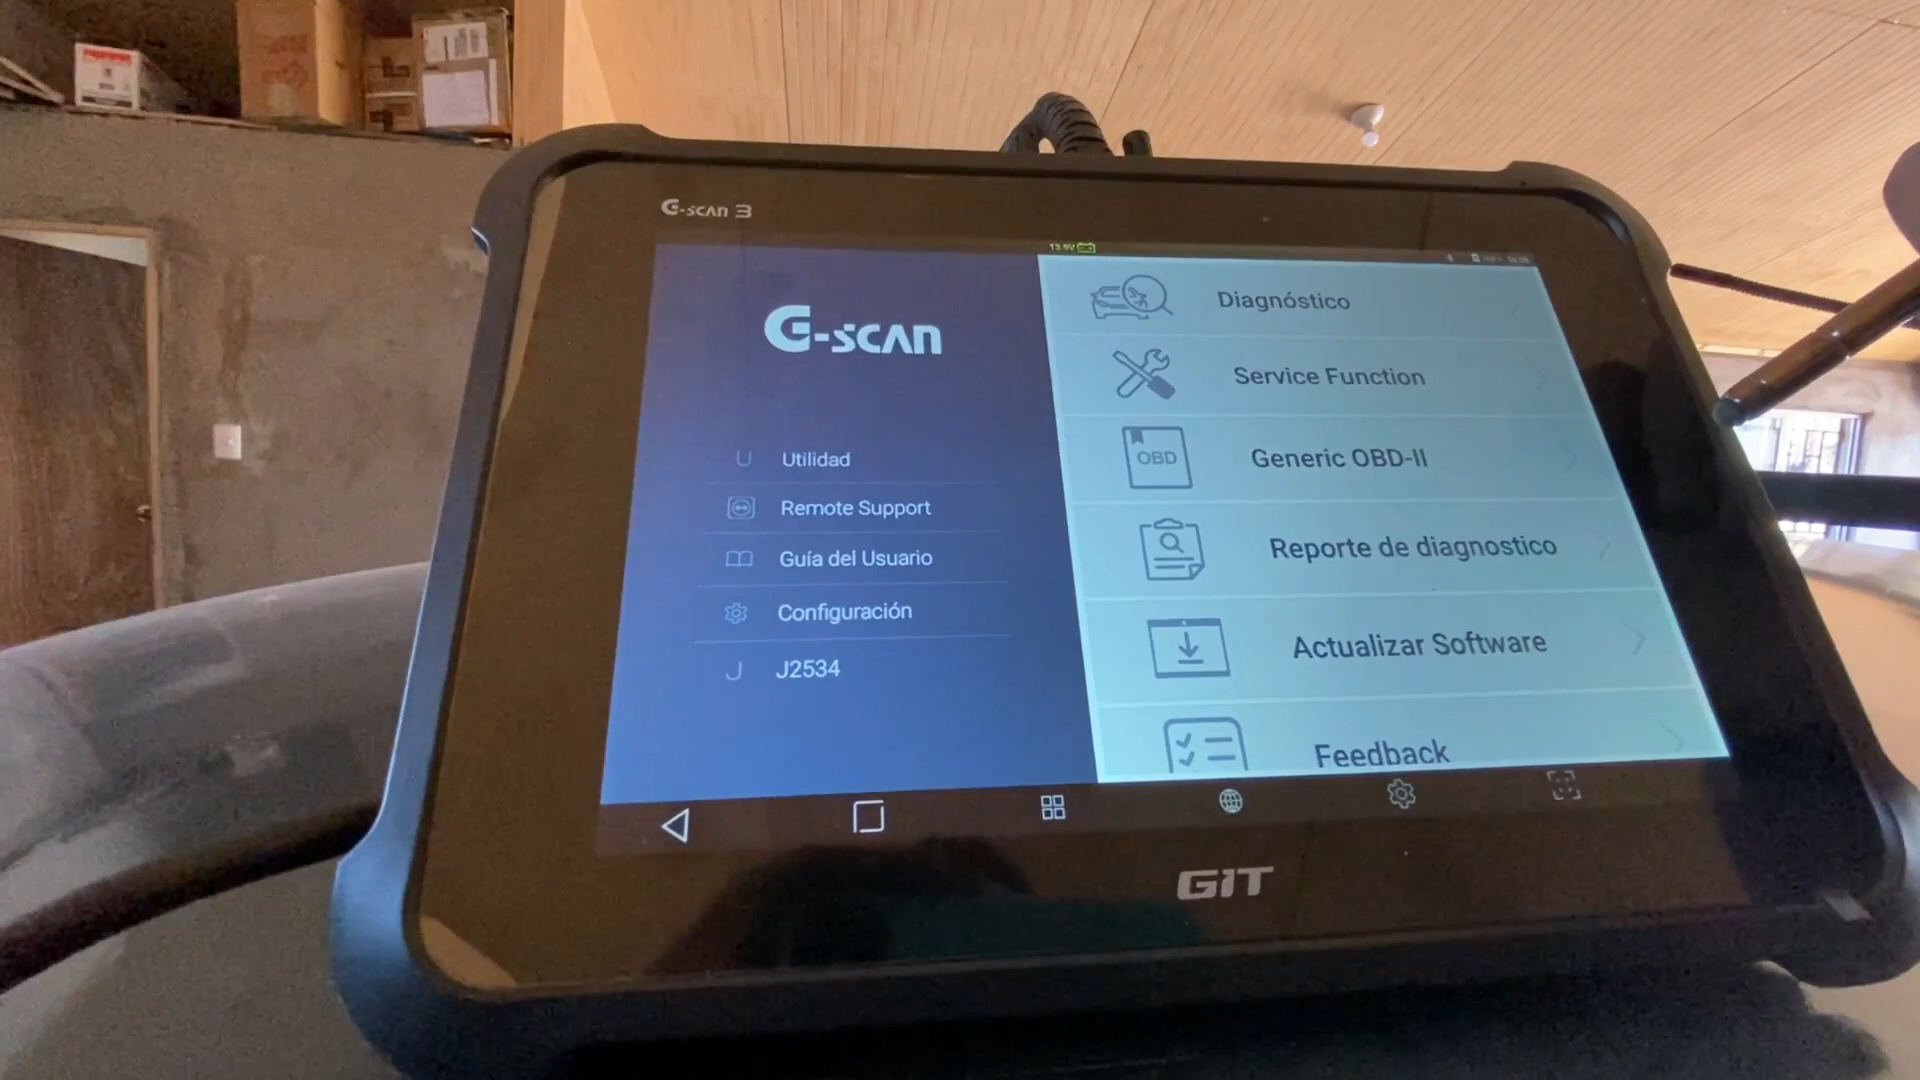 G-SCAN 3
G-SCAN
Utilidad
Remote Support
Guía del Usuario
Configuración
J2534
Diagnóstico
Service Function
OBD
Generic OBD-II
Reporte de diagnostico
Actualizar Software
Feedback
GIT